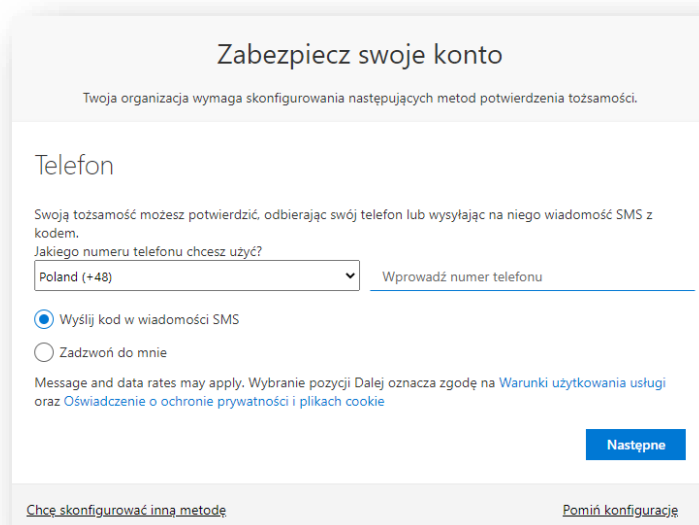 Zabezpiecz swoje konto
Twoja organizacja wymaga skonfigurowania następujących metod potwierdzenia tożsamości.
Telefon
Swoją tożsamość możesz potwierdzić, odbierając swój telefon lub wysyłając na niego wiadomość SMS z
kodem.
Jakiego numeru telefonu chcesz użyć?
Poland (+48) Wprowadź numer telefonu
Wyślij kod w wiadomości SMS
Zadzwoń do mnie
Message and data rates may apply. Wybranie pozycji Dalej oznacza zgodę na Warunki użytkowania usługi
oraz Oświadczenie o ochronie prywatności i plikach cookie
Następne
Chcę skonfigurować inną metodę Pomiń konfigurację